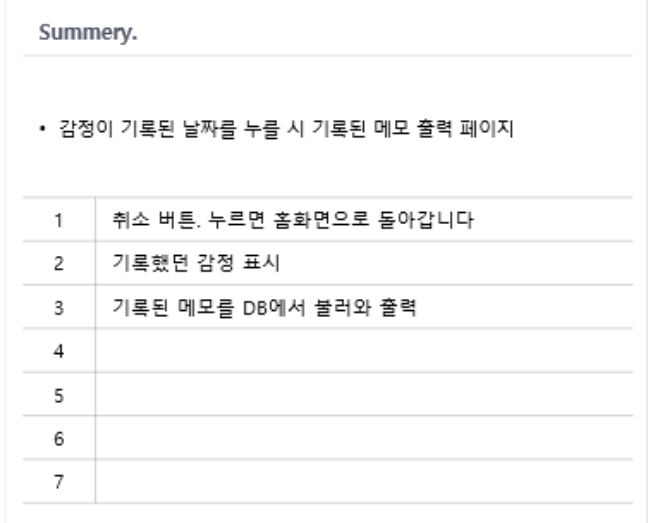 Summery.
• 감정이 기록된 날짜를 누를 시 기록된 메모 출력 페이지
1 취소 버튼. 누르면 홈화면으로 돌아갑니다
2 기록했던 감정 표시
3 기록된 메모를 DB에서 불러와 출력
4
5
6
7